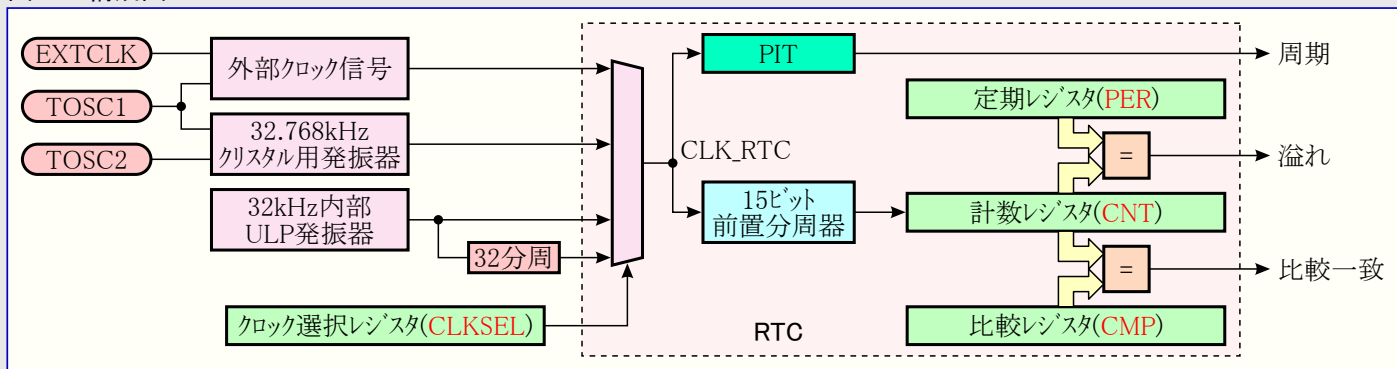 EXTCLK
TOSC1
TOSC2
外部クロック信号
32.768kHz
クリスタル用発振器
32kHz内部
ULP発振器
32分周
クロック選択レジスタ(CLKSEL)
CLK_RTC
PIT
15ビット
前置分周器
定期レジスタ(PER)
=
計数レジスタ(CNT)
=
比較レジスタ(CMP)
RTC
周期
溢れ
比較一致